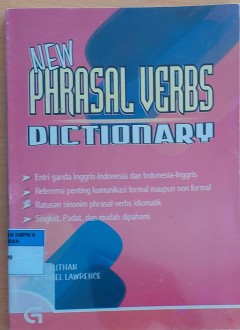 NEW
PHRASAL VERBS
DICTIONARY
Entri ganda Inggris-Indonesia dan Indonesia-Inggris
Referensi penting komunikasi formal maupun non formal
Ratusan sinonim phrasal verbs idiomatik
Singkat, Padat, dan mudah dipahami
LAWRENCE